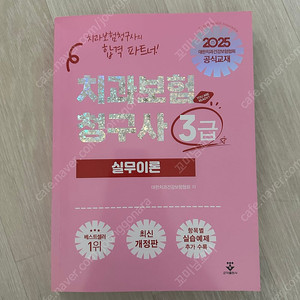 치과보험청구사의
합격 파트너!
2025
대한치과건강보험협회
공식교재
치과보험
청구사 3급
실무이론
대한치과건강보험협회 저
베스트셀러
1위
최신
개정판
항목별
실습예제
추가 수록